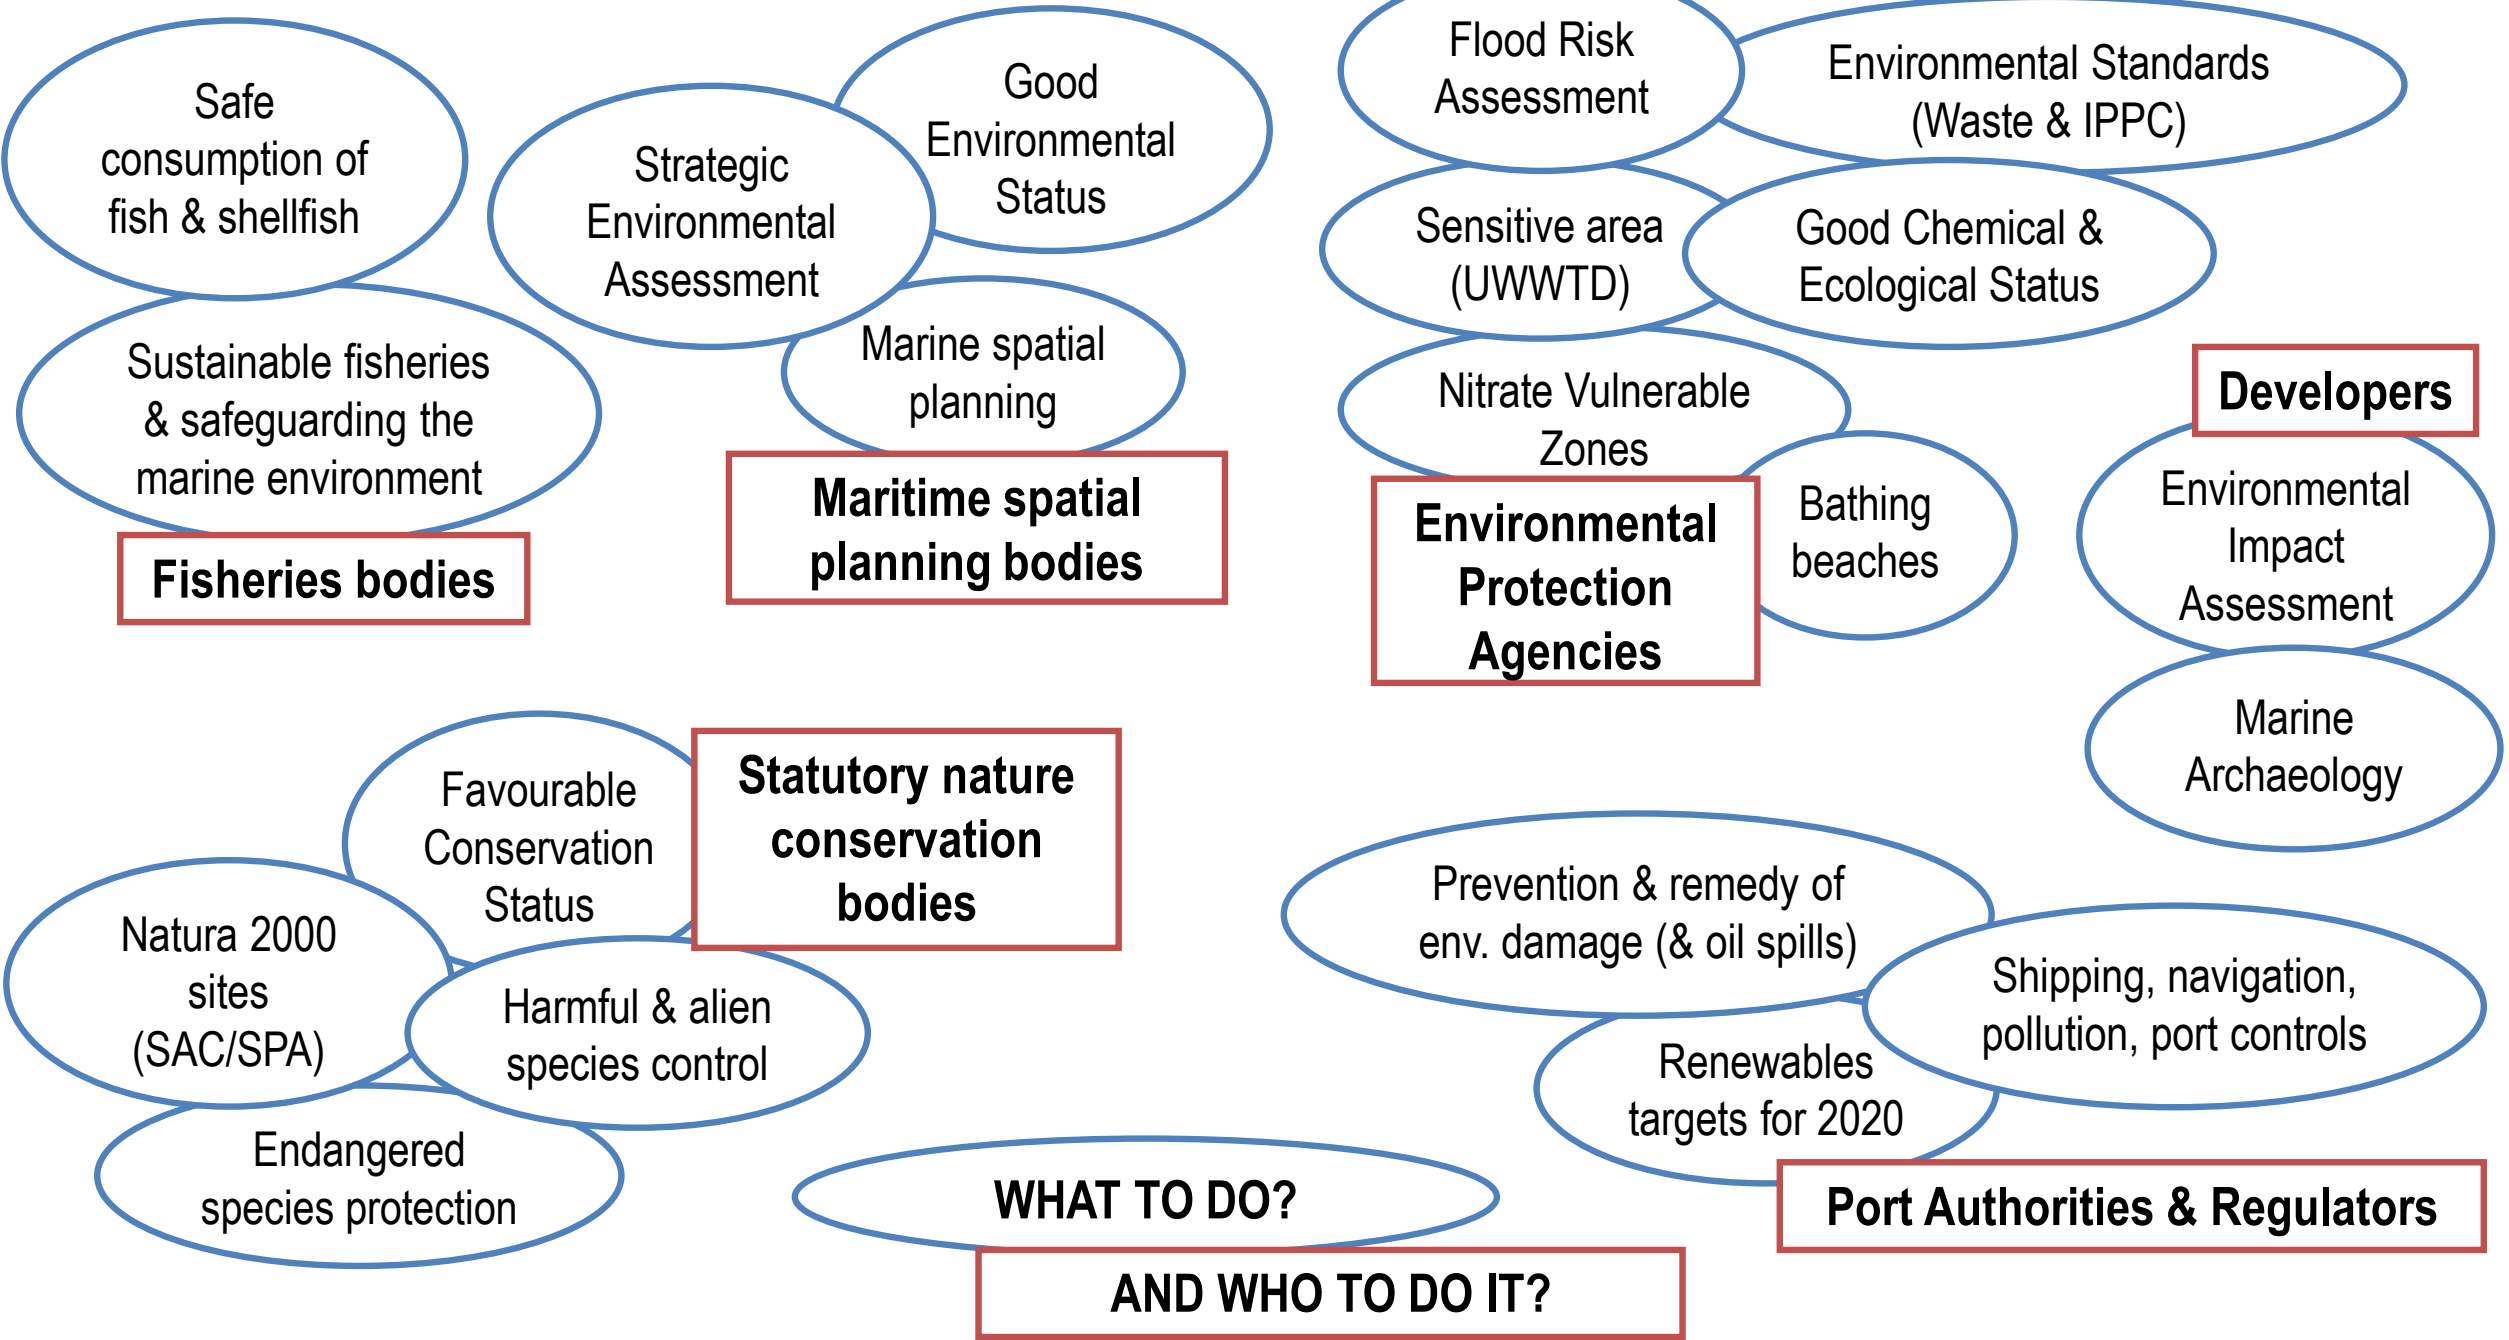 Safe
consumption of
fish & shellfish
Sustainable fisheries
& safeguarding the
marine environment
Fisheries bodies
Strategic
Environmental
Assessment
Good
Environmental
Status
Marine spatial
planning
Maritime spatial
planning bodies
Flood Risk
Assessment
Environmental Standards
(Waste & IPPC)
Sensitive area
(UWWTD)
Good Chemical &
Ecological Status
Nitrate Vulnerable
Zones
Bathing
beaches
Environmental
Protection
Agencies
Developers
Environmental
Impact
Assessment
Marine
Archaeology
Favourable
Conservation
Status
Statutory nature
conservation
bodies
Natura 2000
sites
(SAC/SPA)
Harmful & alien
species control
Endangered
species protection
Prevention & remedy of
env. damage (& oil spills)
Shipping, navigation,
pollution, port controls
Renewables
targets for 2020
Port Authorities & Regulators
WHAT TO DO?
AND WHO TO DO IT?